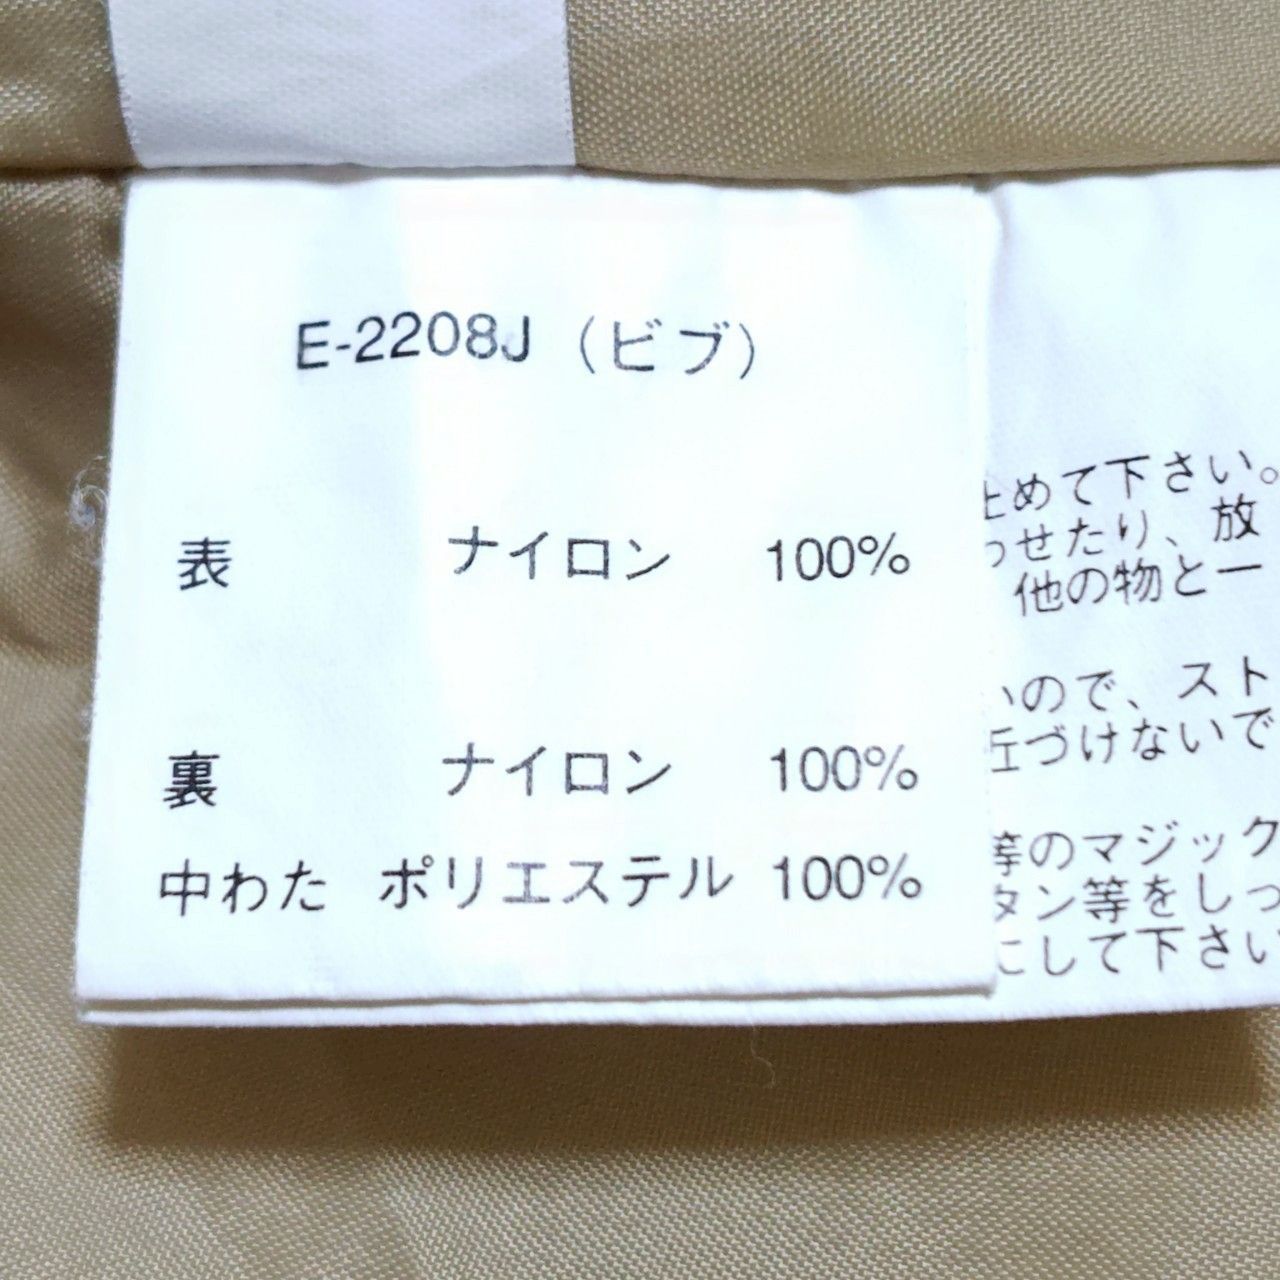 E-2208J（ビブ）
表 ナイロン 100%
裏 ナイロン 100%
中わた ポリエステル 100%
止めて下さい。
わせたり、放
他の物と一
いので、スト
近づけないで
等のマジック
タン等をしっ
にして下さい